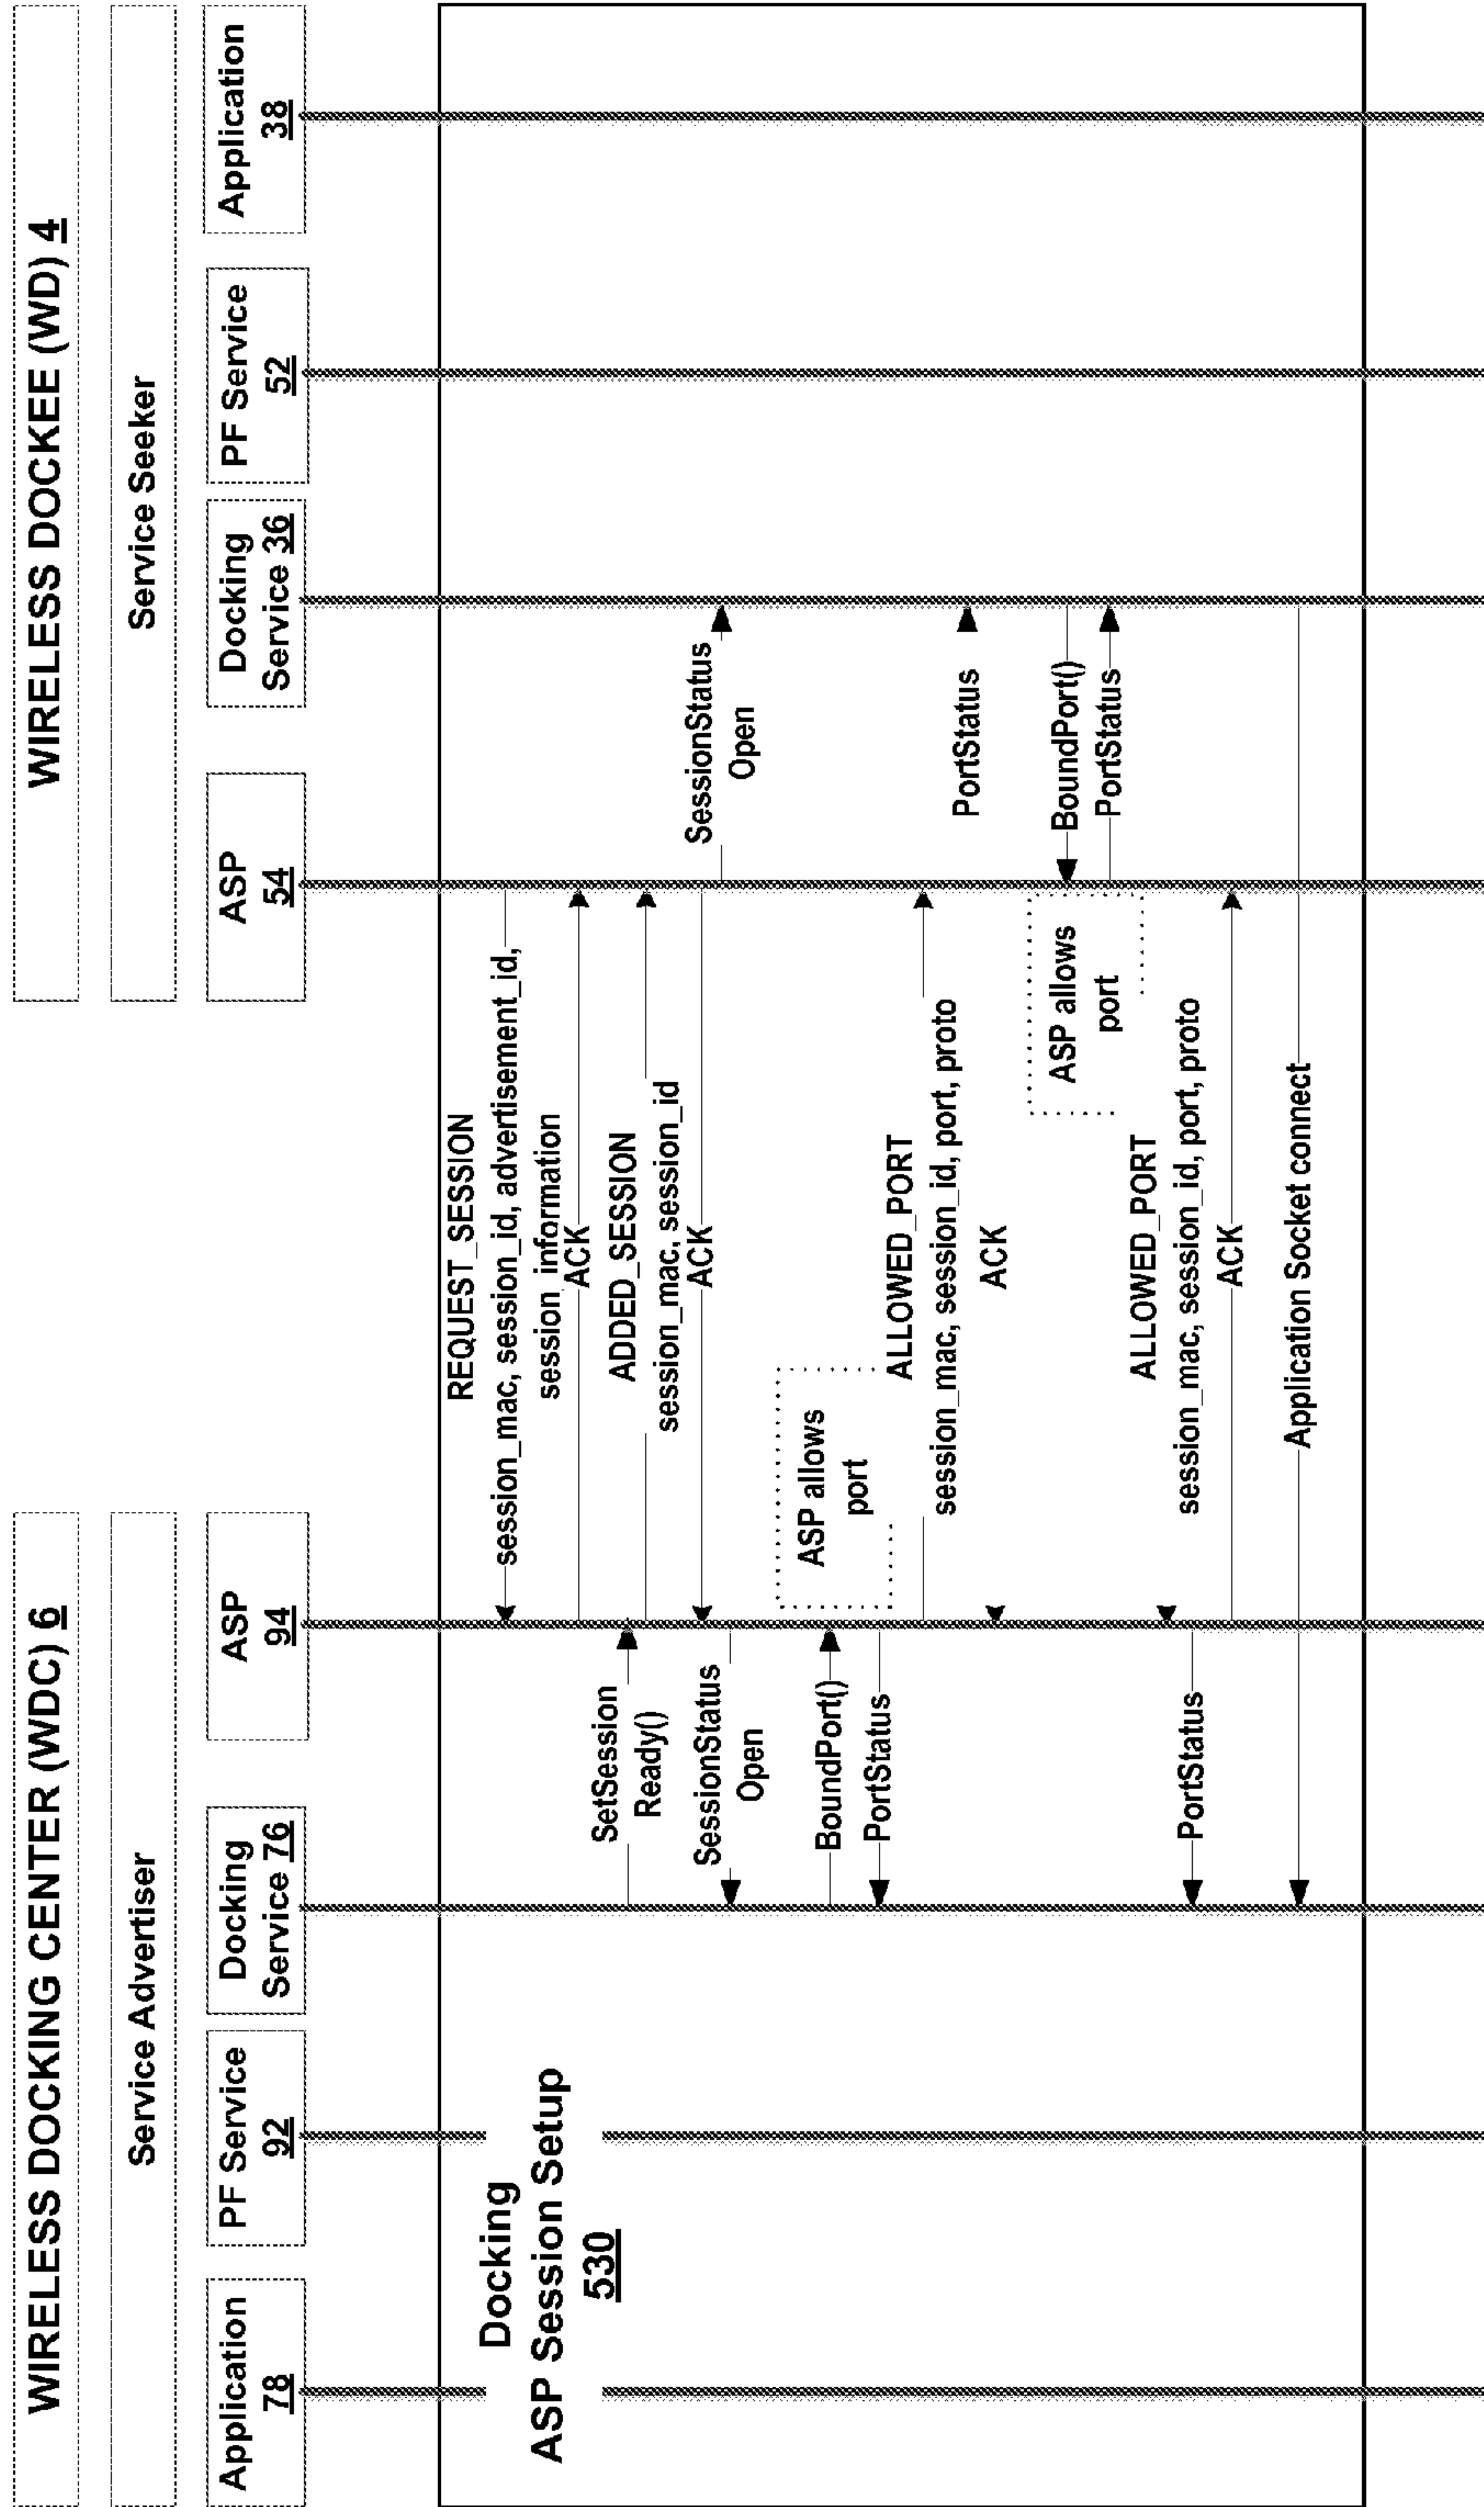 WIRELESS DOCKING CENTER (WDC) 6
WIRELESS DOCKEE (WD) 4
Service Advertiser
Service Seeker
Application
78
PF Service
92
Docking
Service 76
ASP
94
ASP
54
Docking
Service 36
PF Service
52
Application
38
Docking
ASP Session Setup
530
REQUEST_SESSION
session_mac, session_id, advertisement_id,
session_information
ACK
SetSession
Ready()
ADDED_SESSION
session_mac, session_id
ACK
SessionStatus
Open
SessionStatus
Open
BoundPort()
PortStatus
ASP allows
port
ALLOWED_PORT
session_mac, session_id, port, proto
PortStatus
ACK
BoundPort()
PortStatus
ASP allows
port
ALLOWED_PORT
session_mac, session_id, port, proto
PortStatus
ACK
Application Socket connect